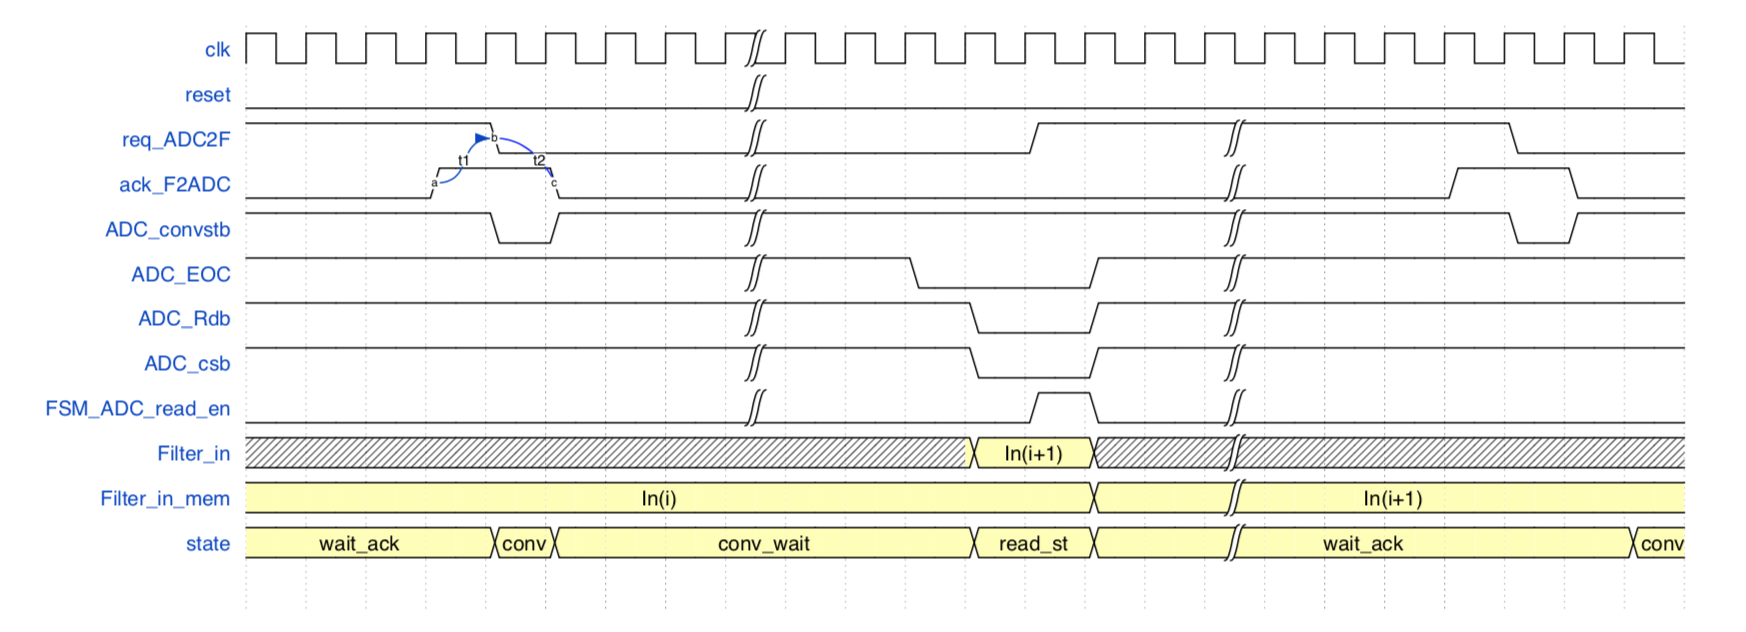 clk
reset
req_ADC2F b
t1 t2
ack_F2ADC a c
ADC_convstb
ADC_EOC
ADC_Rdb
ADC_csb
FSM_ADC_read_en
Filter_in In(i+1)
Filter_in_mem In(i) In(i+1)
state wait_ack conv conv_wait read_st wait_ack conv